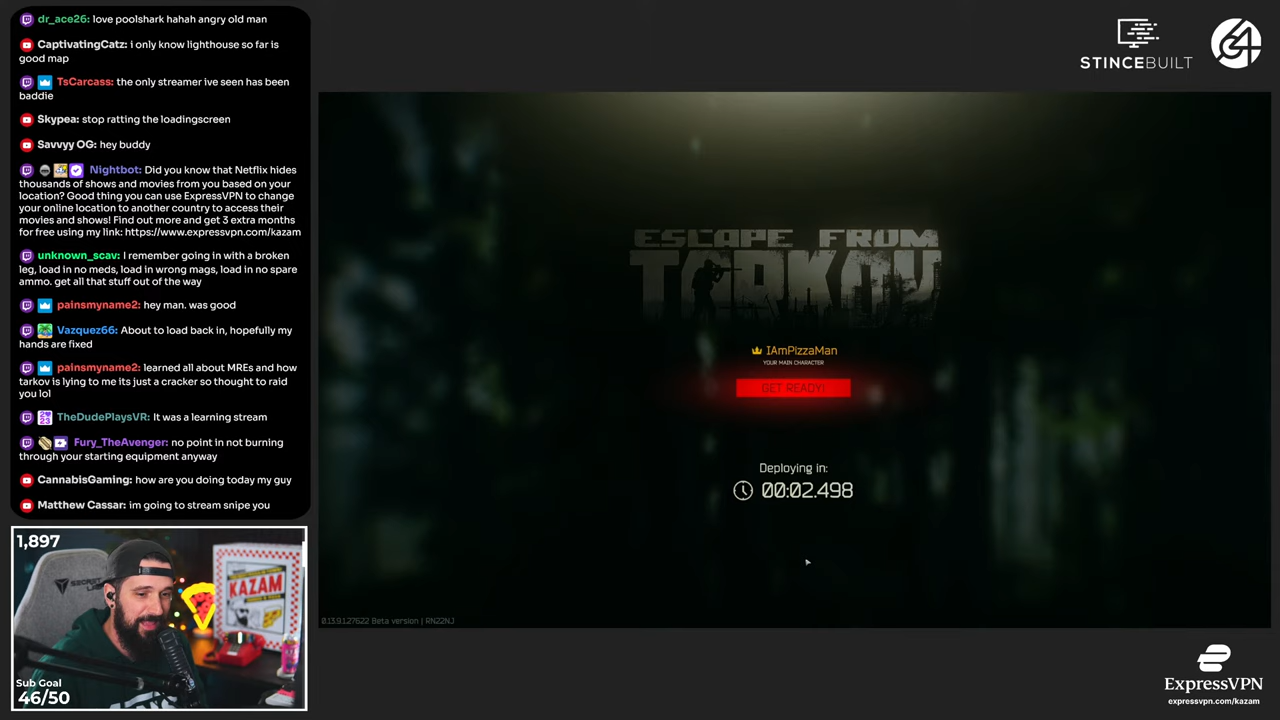 dr_ace26: love poolshark hahah angry old man
CaptivatingCatz: i only know lighthouse so far is
good map
TsCarcass: the only streamer ive seen has been
baddie
Skypea: stop ratting the loadingscreen
Savvyy OG: hey buddy
Nightbot: Did you know that Netflix hides
thousands of shows and movies from you based on your
location? Good thing you can use ExpressVPN to change
your online location to another country to access their
movies and shows! Find out more and get 3 extra months
for free using my link: https://www.expressvpn.com/kazam
unknown_scav: I remember going in with a broken
leg, load in no meds, load in wrong mags, load in no spare
ammo. get all that stuff out of the way
painsmyname2: hey man. was good
Vazquez66: About to load back in, hopefully my
hands are fixed
painsmyname2: learned all about MREs and how
tarkov is lying to me its just a cracker so thought to raid
you lol
TheDudePlaysVR: It was a learning stream
Fury_TheAvenger: no point in not burning
through your starting equipment anyway
CannabisGaming: how are you doing today my guy
Matthew Cassar: im going to stream snipe you
1,897
KAZAM
Sub Goal
46/50
STINCEBUILT
G4
ESCAPE FROM
TARKOV
IAmPizzaMan
YOUR MAIN CHARACTER
GET READY!
Deploying in:
00:02.498
0.13.9.1.27622 Beta version | RN22NJ
ExpressVPN
expressvpn.com/kazam